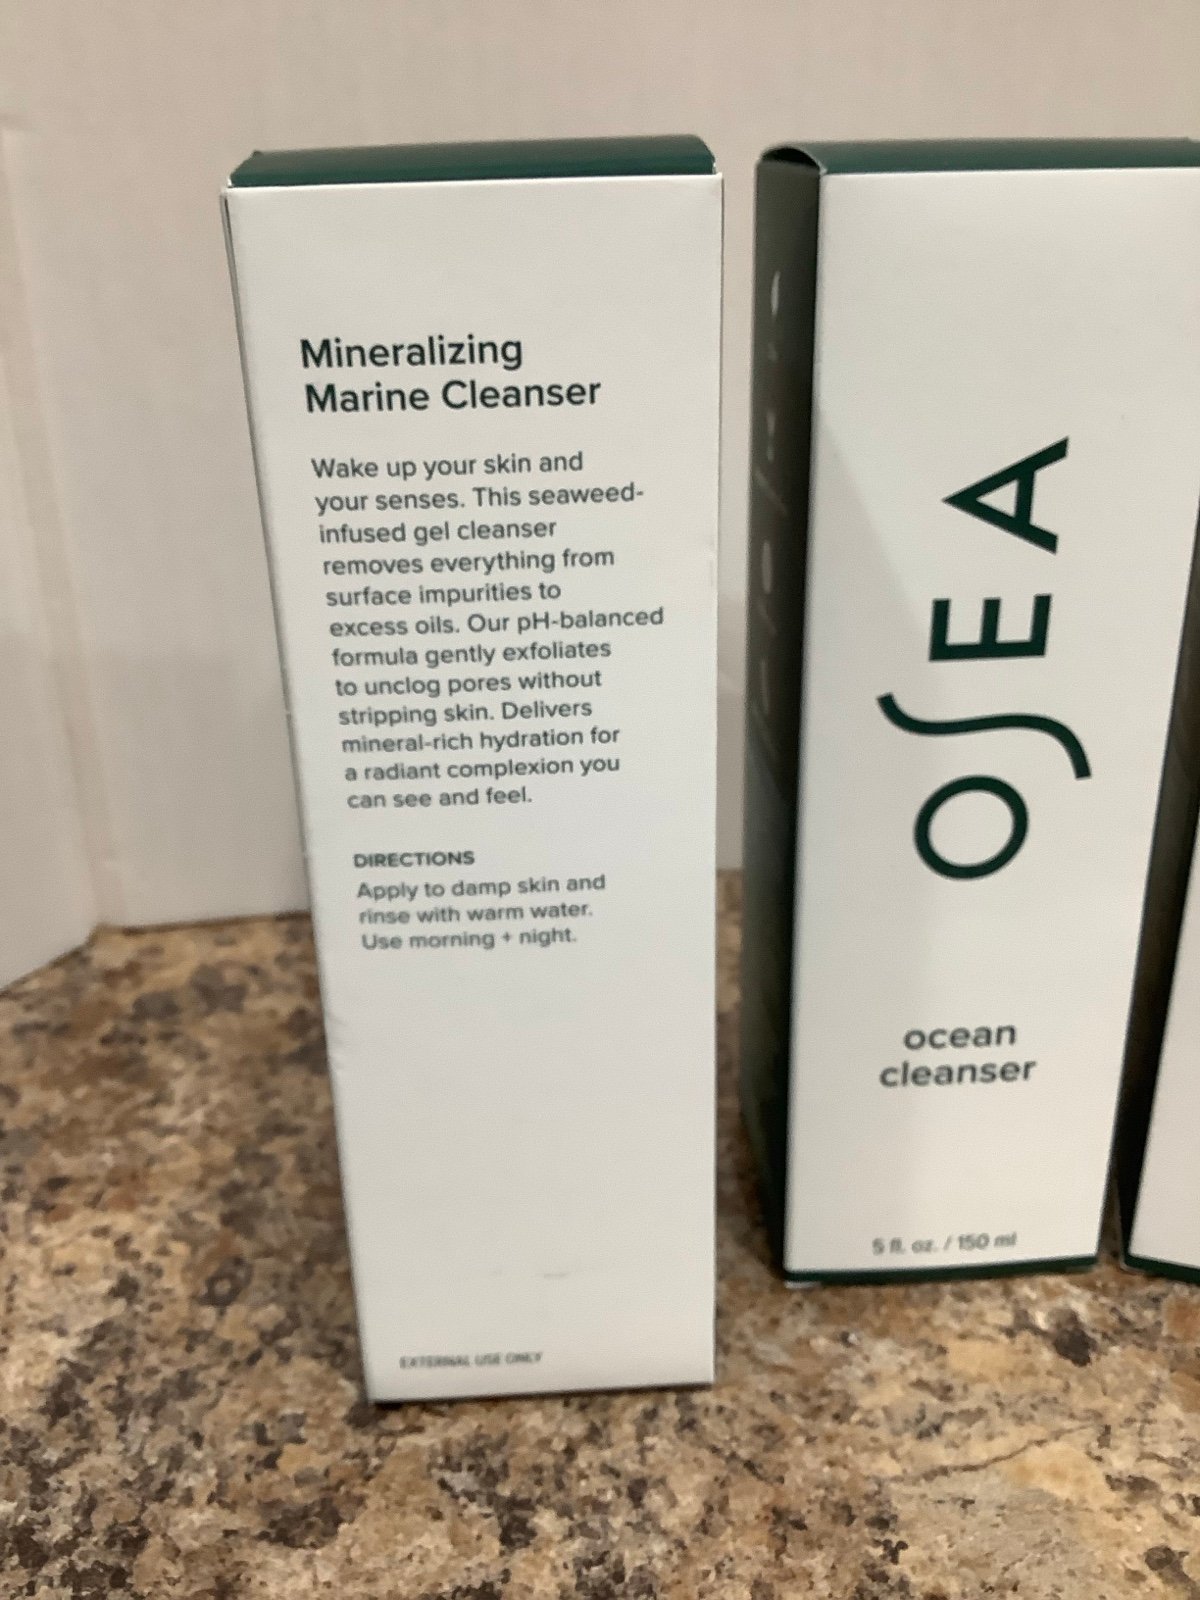 Mineralizing
Marine Cleanser
Wake up your skin and
your senses. This seaweed-
infused gel cleanser
removes everything from
surface impurities to
excess oils. Our pH-balanced
formula gently exfoliates
to unclog pores without
stripping skin. Delivers
mineral-rich hydration for
a radiant complexion you
can see and feel.
DIRECTIONS
Apply to damp skin and
rinse with warm water.
Use morning + night.
EXTERNAL USE ONLY
OSEA
ocean
cleanser
5 fl. oz. / 150 ml